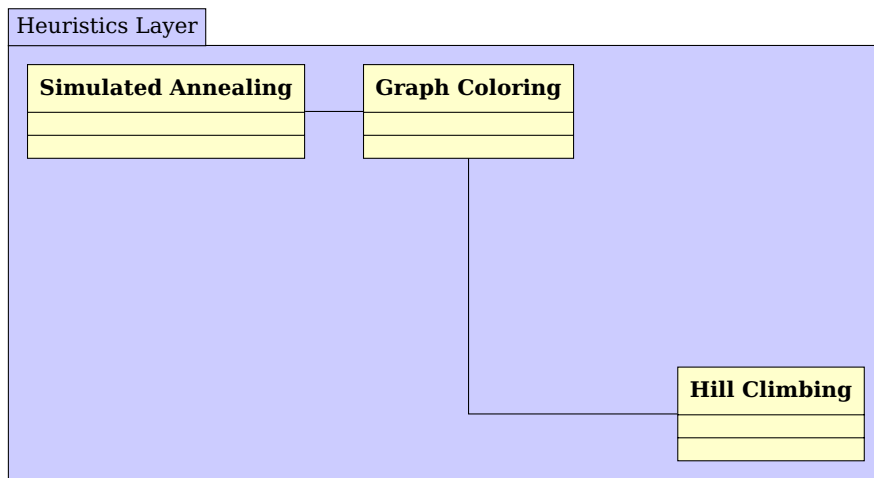 Heuristics Layer
Simulated Annealing
Graph Coloring
Hill Climbing